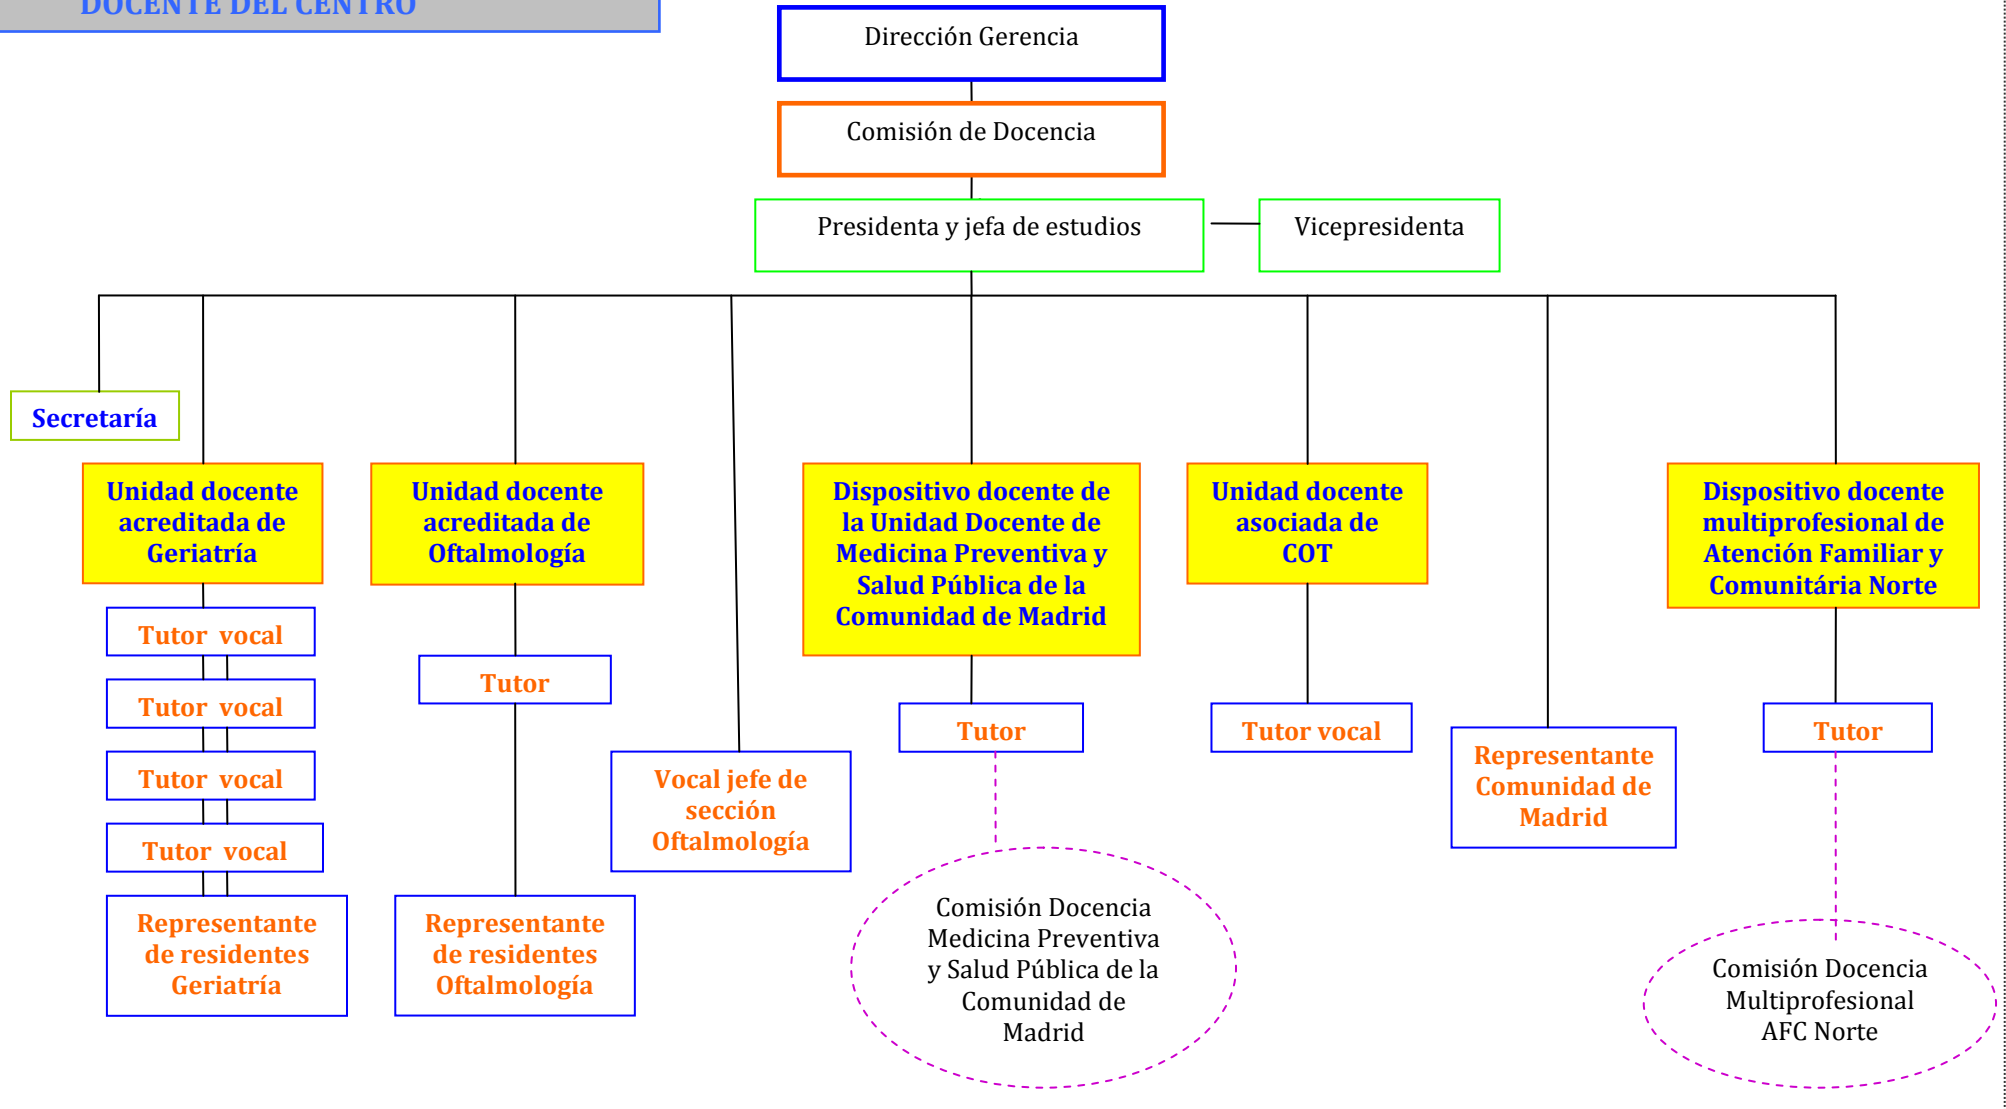 DOCENTE DEL CENTRO
Dirección Gerencia
Comisión de Docencia
Presidenta y jefa de estudios
Vicepresidenta
Secretaría
Unidad docente
acreditada de
Geriatría
Unidad docente
acreditada de
Oftalmología
Dispositivo docente de
la Unidad Docente de
Medicina Preventiva y
Salud Pública de la
Comunidad de Madrid
Unidad docente
asociada de
COT
Dispositivo docente
multiprofesional de
Atención Familiar y
Comunitária Norte
Tutor vocal
Tutor vocal
Tutor vocal
Tutor vocal
Representante
de residentes
Geriatría
Tutor
Representante
de residentes
Oftalmología
Vocal jefe de
sección
Oftalmología
Tutor
Comisión Docencia
Medicina Preventiva
y Salud Pública de la
Comunidad de
Madrid
Tutor vocal
Representante
Comunidad de
Madrid
Tutor
Comisión Docencia
Multiprofesional
AFC Norte